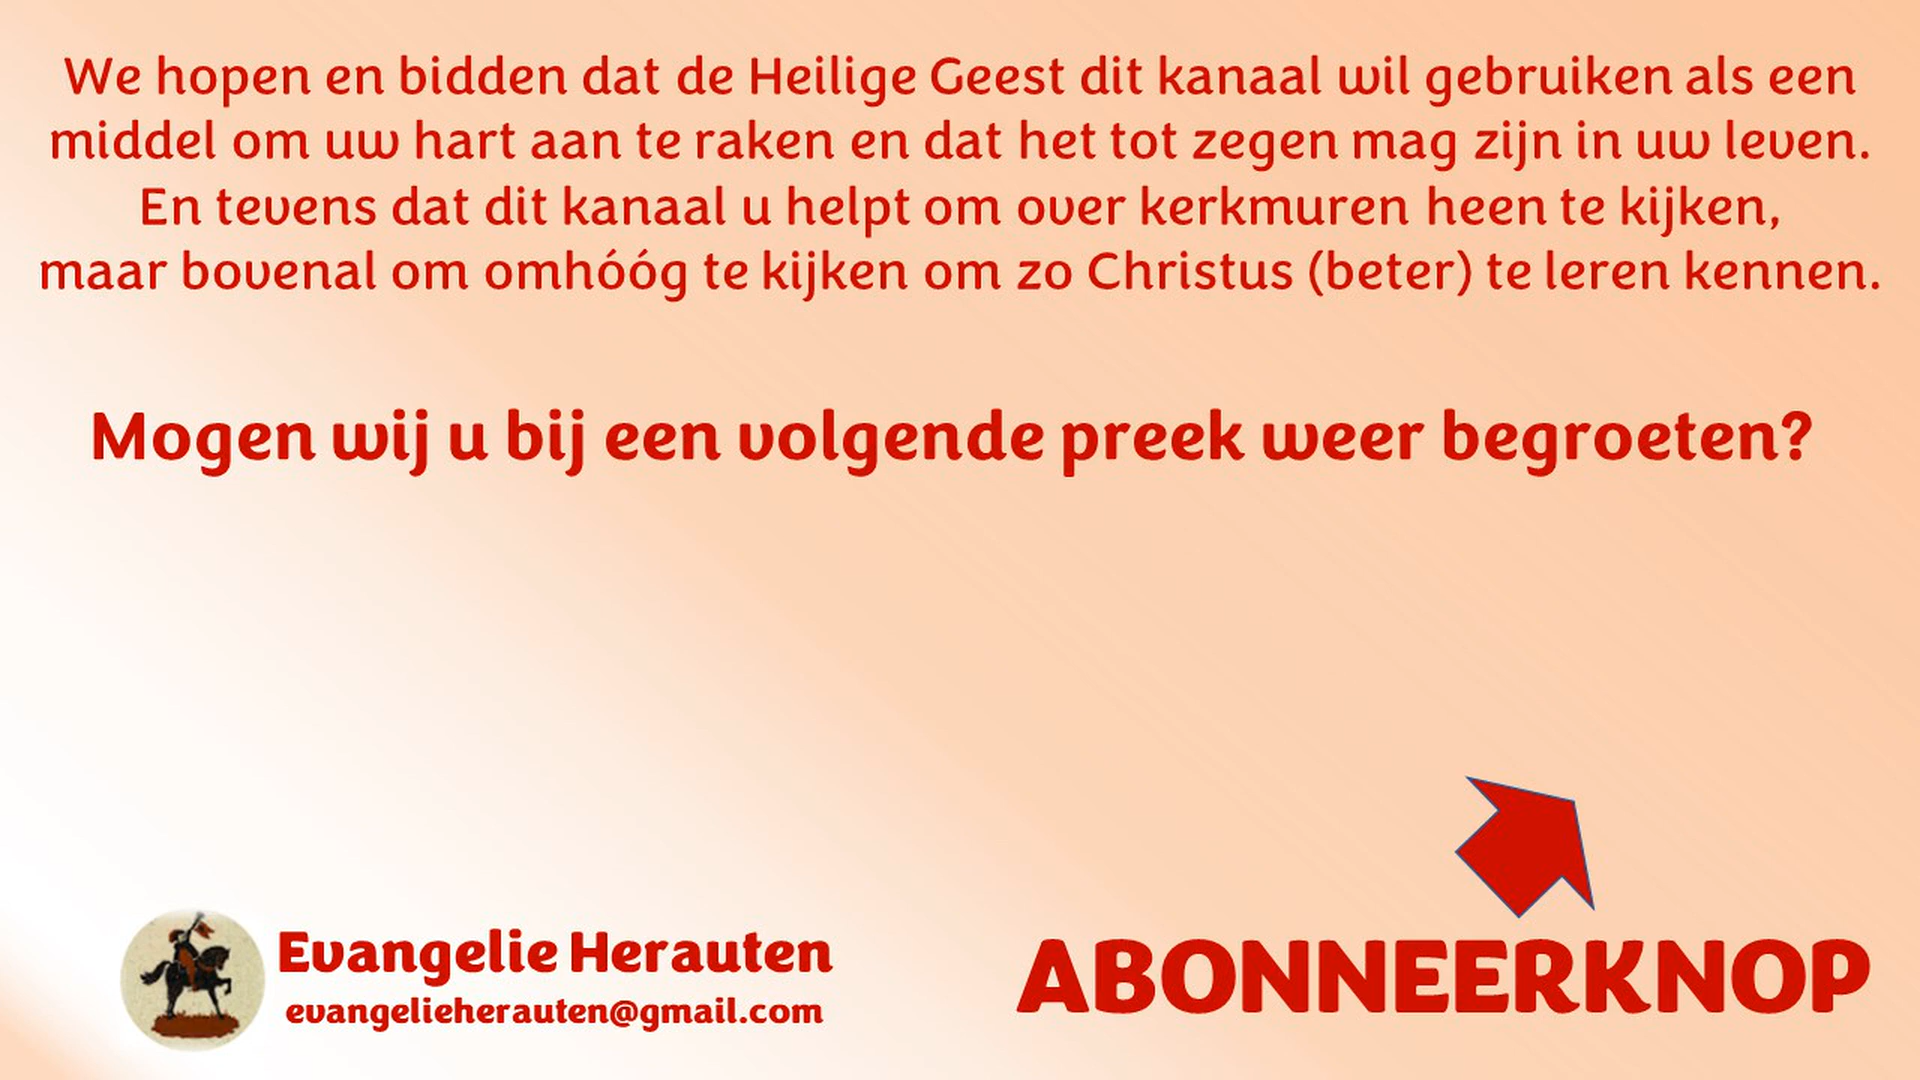 We hopen en bidden dat de Heilige Geest dit kanaal wil gebruiken als een
middel om uw hart aan te raken en dat het tot zegen mag zijn in uw leven.
En tevens dat dit kanaal u helpt om over kerkmuren heen te kijken,
maar bovenal om omhóóg te kijken om zo Christus (beter) te leren kennen.
Mogen wij u bij een volgende preek weer begroeten?
Evangelie Herauten
evangelieherauten@gmail.com
ABONNEERKNOP